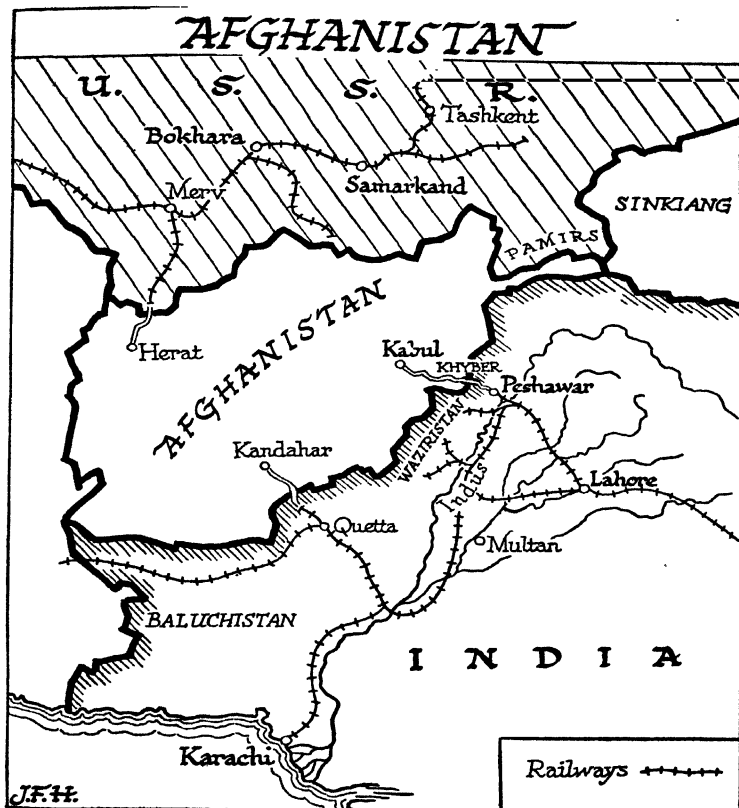 AFGHANISTAN
U. S. S. R.
Tashkent
Bokhara
Samarkand
Merv
SINKIANG
PAMIRS
AFGHANISTAN
Herat
Kabul
KHYBER
Peshawar
WAZIRISTAN
Kandahar
Indus
Lahore
Quetta
Multan
BALUCHISTAN
INDIA
Karachi
Railways
J.F.H.